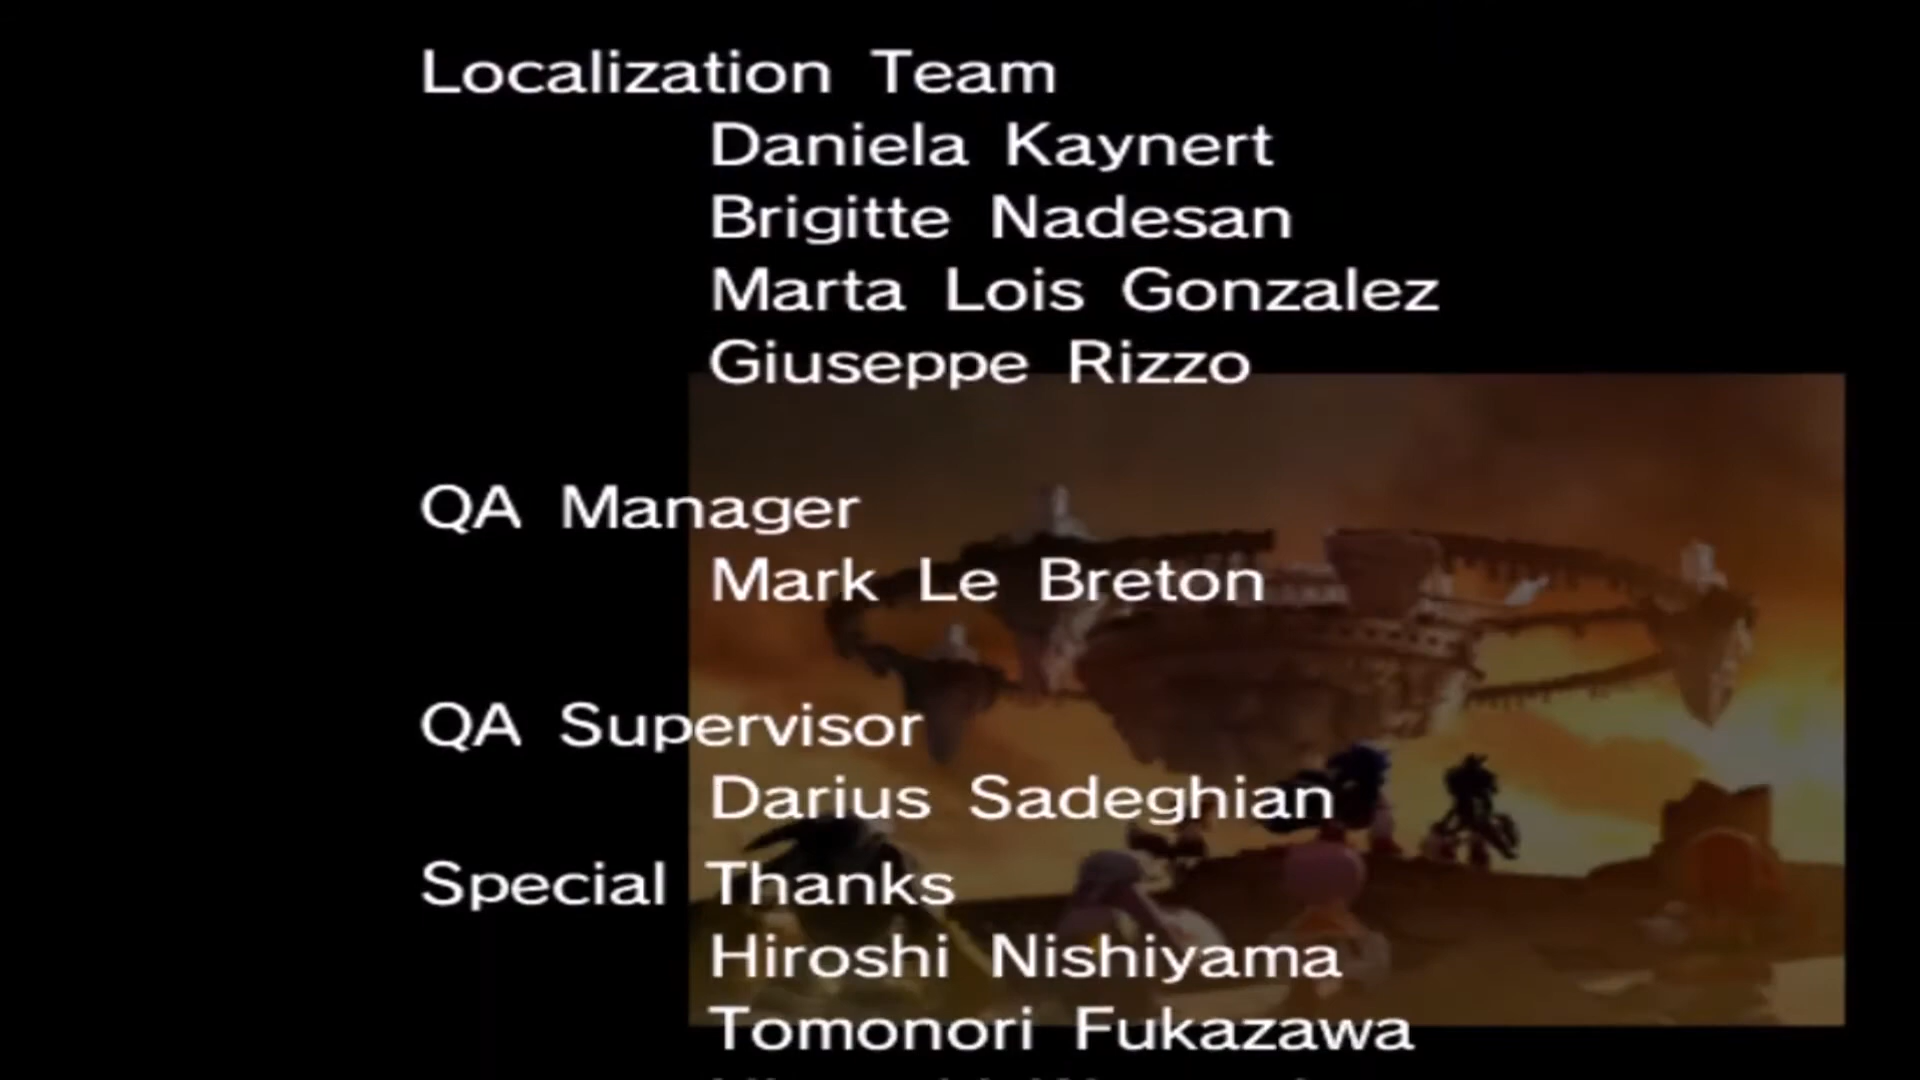 Localization Team
Daniela Kaynert
Brigitte Nadesan
Marta Lois Gonzalez
Giuseppe Rizzo
QA Manager
Mark Le Breton
QA Supervisor
Darius Sadeghian
Special Thanks
Hiroshi Nishiyama
Tomonori Fukazawa